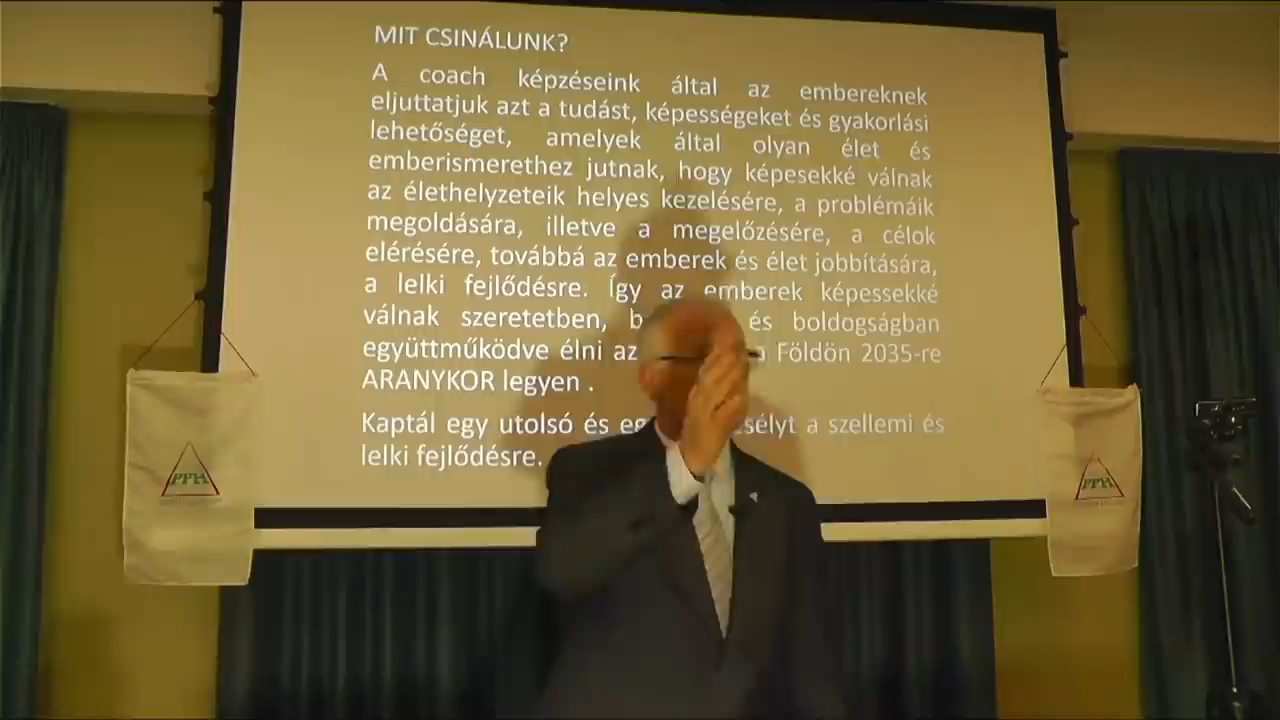 MIT CSINÁLUNK?
A coach képzéseink által az embereknek
eljuttatjuk azt a tudást, képességeket és gyakorlási
lehetőséget, amelyek által olyan élet és
emberismerethez jutnak, hogy képesekké válnak
az élethelyzeteik helyes kezelésére, a problémáik
megoldására, illetve a megelőzésére, a célok
elérésére, továbbá az emberek és élet jobbítására,
a lelki fejlődésre. Így az emberek képessekké
válnak szeretetben, és boldogságban
együttműködve élni az a Földön 2035-re
ARANYKOR legyen .
Kaptál egy utolsó és a szellemi és
lelki fejlődésre.